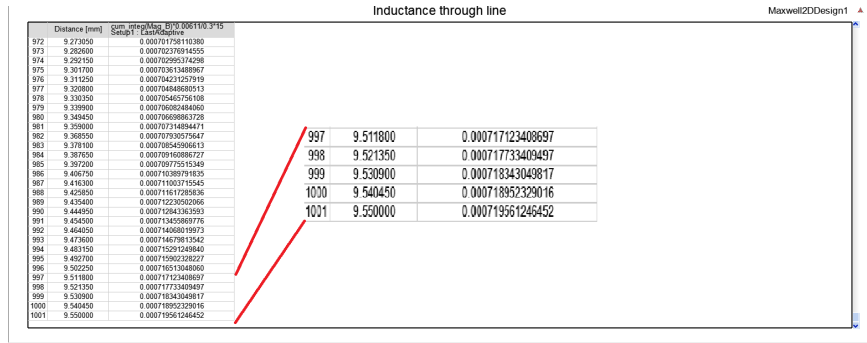 Inductance through line
Maxwell2DDesign1
Distance [mm] cum_integ(Mag_B)*0.00611/0.3*15
Setup1 : LastAdaptive
972 9.273050 0.000701758110380
973 9.282600 0.000702376914555
974 9.292150 0.000702995374298
975 9.301700 0.000703613488967
976 9.311250 0.000704231257919
977 9.320800 0.000704848680513
978 9.330350 0.000705465756108
979 9.339900 0.000706082484060
980 9.349450 0.000706698863728
981 9.359000 0.000707314894471
982 9.368550 0.000707930575647
983 9.378100 0.000708545906613
984 9.387650 0.000709160886727
985 9.397200 0.000709775515349
986 9.406750 0.000710389791835
987 9.416300 0.000711003715545
988 9.425850 0.000711617285836
989 9.435400 0.000712230502066
990 9.444950 0.000712843363593
991 9.454500 0.000713455869776
992 9.464050 0.000714068019973
993 9.473600 0.000714679813542
994 9.483150 0.000715291249840
995 9.492700 0.000715902328227
996 9.502250 0.000716513048060
997 9.511800 0.000717123408697
998 9.521350 0.000717733409497
999 9.530900 0.000718343049817
1000 9.540450 0.000718952329016
1001 9.550000 0.000719561246452
997 9.511800 0.000717123408697
998 9.521350 0.000717733409497
999 9.530900 0.000718343049817
1000 9.540450 0.000718952329016
1001 9.550000 0.000719561246452